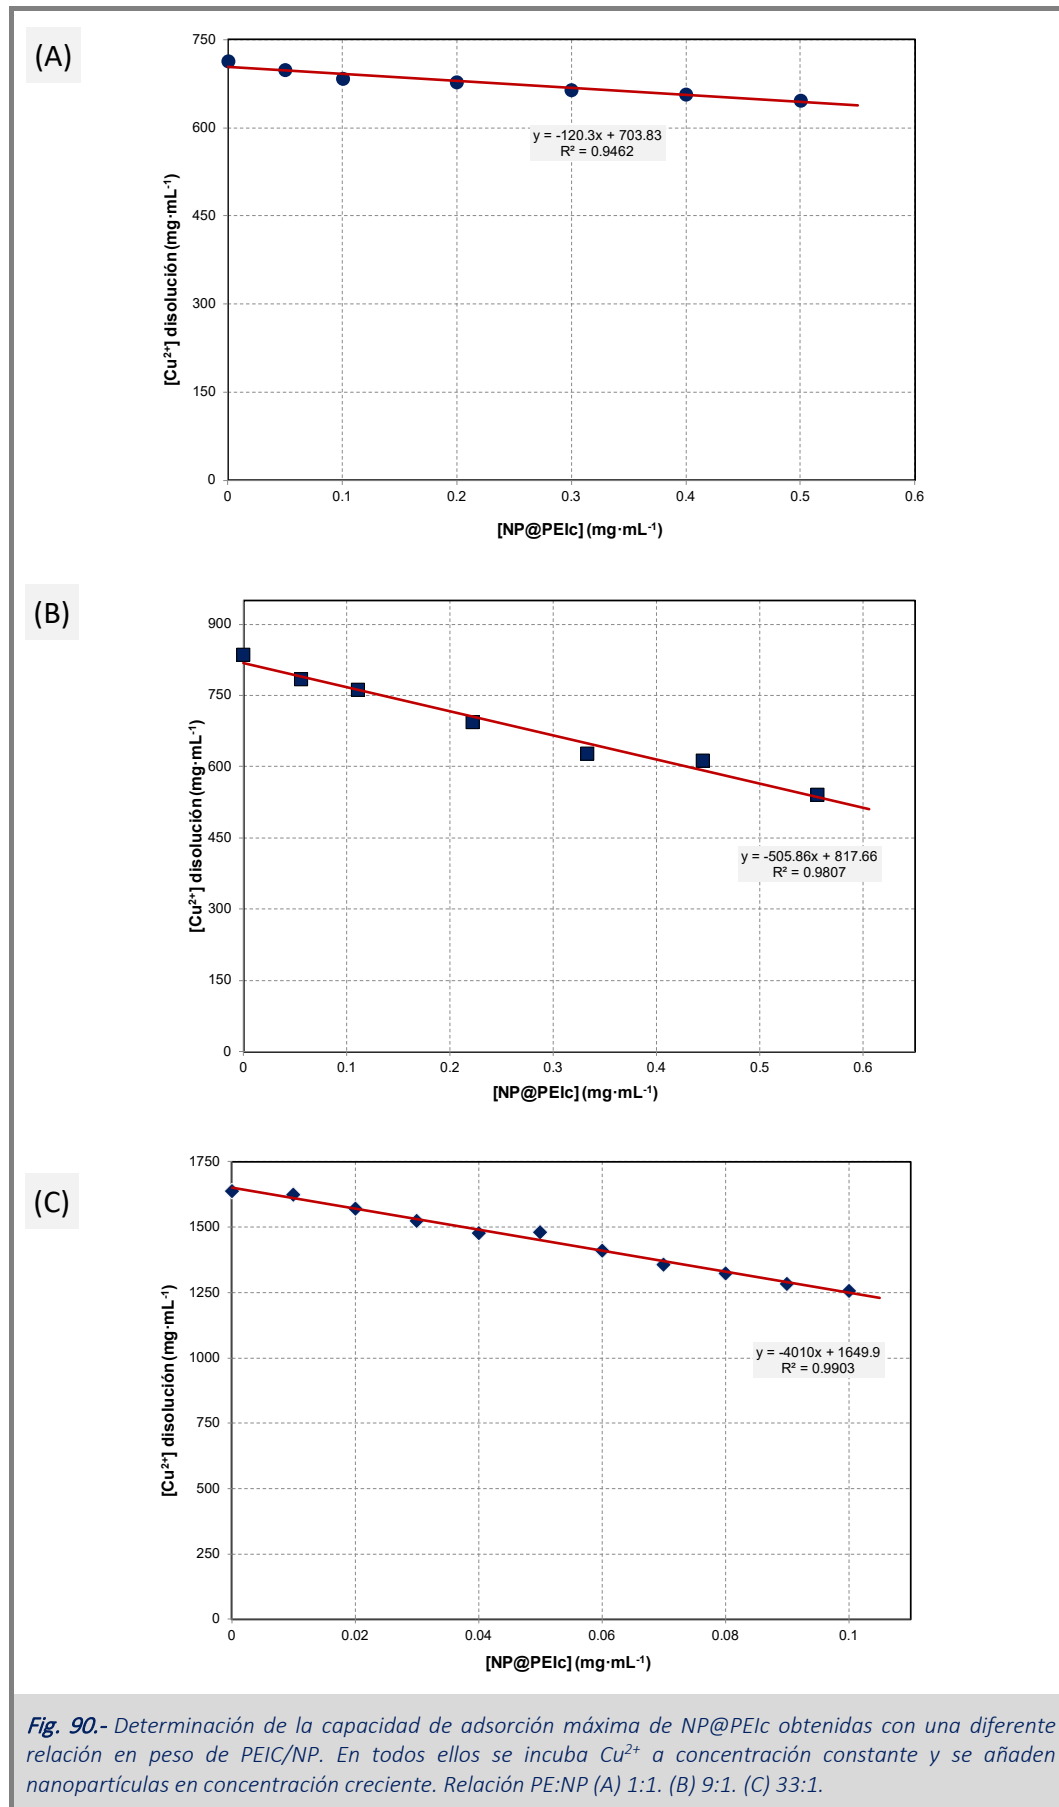 (A)
750
600
450
300
150
0
[Cu²⁺] disolución (mg·mL⁻¹)
y = -120.3x + 703.83
R² = 0.9462
0 0.1 0.2 0.3 0.4 0.5 0.6
[NP@PEIc] (mg·mL⁻¹)
(B)
900
750
600
450
300
150
0
[Cu²⁺] disolución (mg·mL⁻¹)
y = -505.86x + 817.66
R² = 0.9807
0 0.1 0.2 0.3 0.4 0.5 0.6
[NP@PEIc] (mg·mL⁻¹)
(C)
1750
1500
1250
1000
750
500
250
0
[Cu²⁺] disolución (mg·mL⁻¹)
y = -4010x + 1649.9
R² = 0.9903
0 0.02 0.04 0.06 0.08 0.1
[NP@PEIc] (mg·mL⁻¹)
Fig. 90.- Determinación de la capacidad de adsorción máxima de NP@PEIc obtenidas con una diferente
relación en peso de PEIC/NP. En todos ellos se incuba Cu²⁺ a concentración constante y se añaden
nanopartículas en concentración creciente. Relación PE:NP (A) 1:1. (B) 9:1. (C) 33:1.